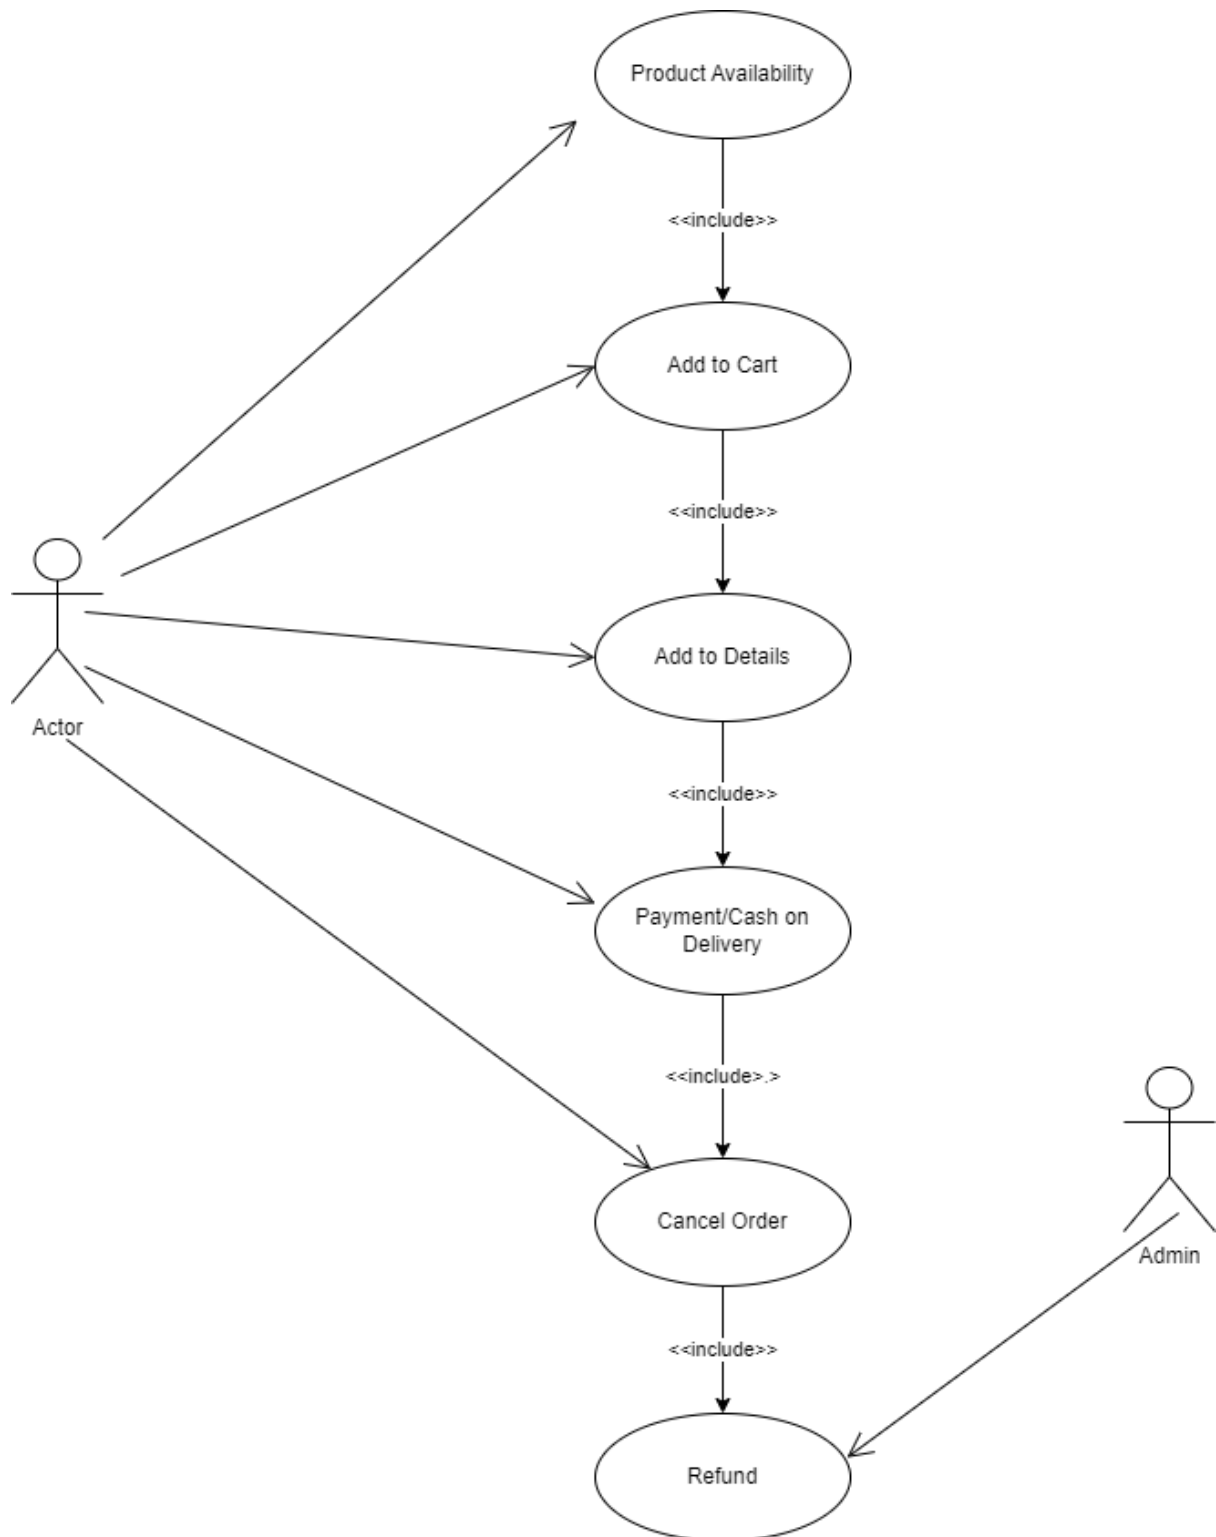 Product Availability
<<include>>
Add to Cart
<<include>>
Add to Details
Actor
<<include>>
Payment/Cash on
Delivery
<<include>.>
Cancel Order
Admin
<<include>>
Refund